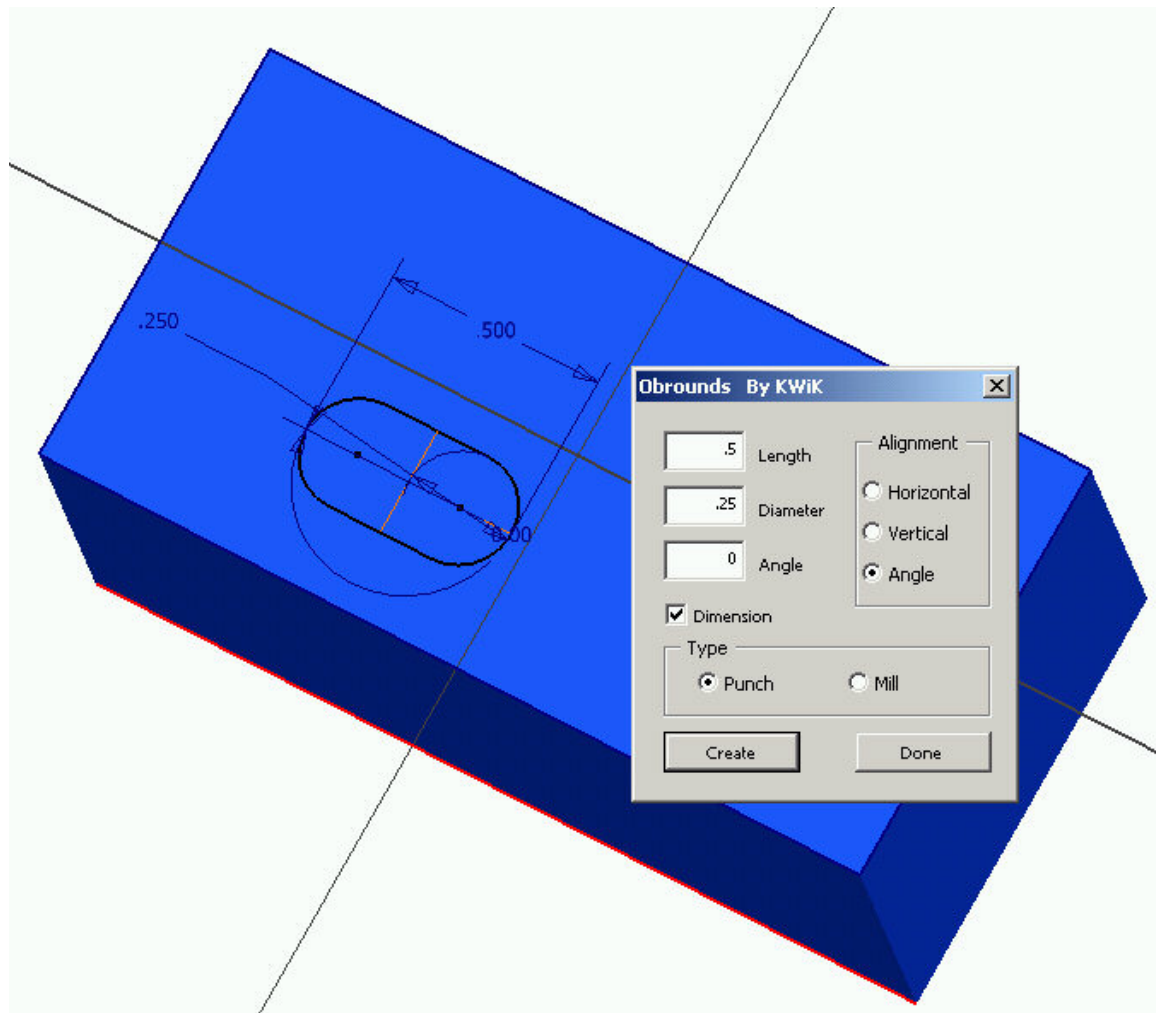 .250
.500
0.00
Obrounds By KWiK
.5 Length
.25 Diameter
0 Angle
Dimension
Alignment
Horizontal
Vertical
Angle
Type
Punch
Mill
Create
Done